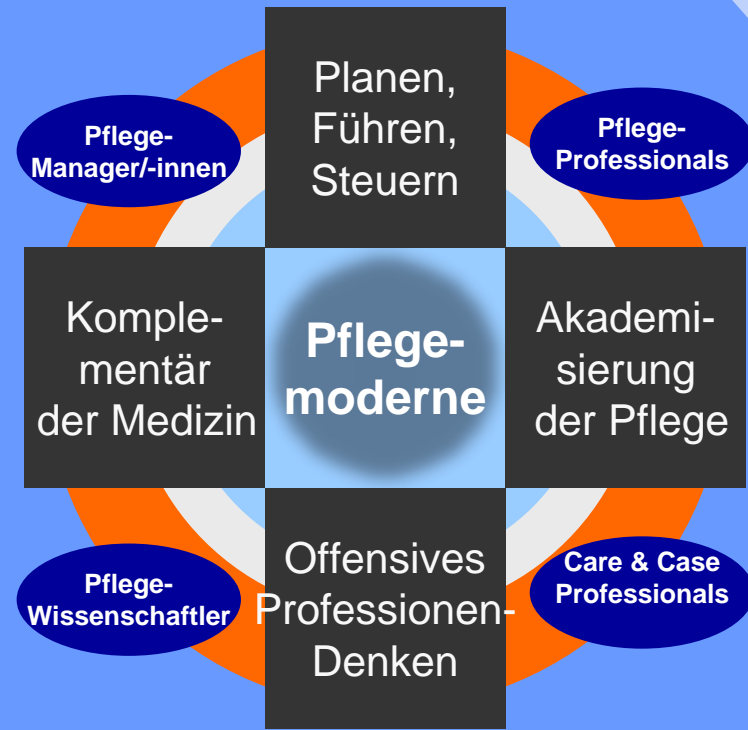 Planen,
Führen,
Steuern
Pflege-
Manager/-innen
Pflege-
Professionals
Komple-
mentär
der Medizin
Pflege-
moderne
Akademi-
sierung
der Pflege
Pflege-
Wissenschaftler
Offensives
Professionen-
Denken
Care & Case
Professionals